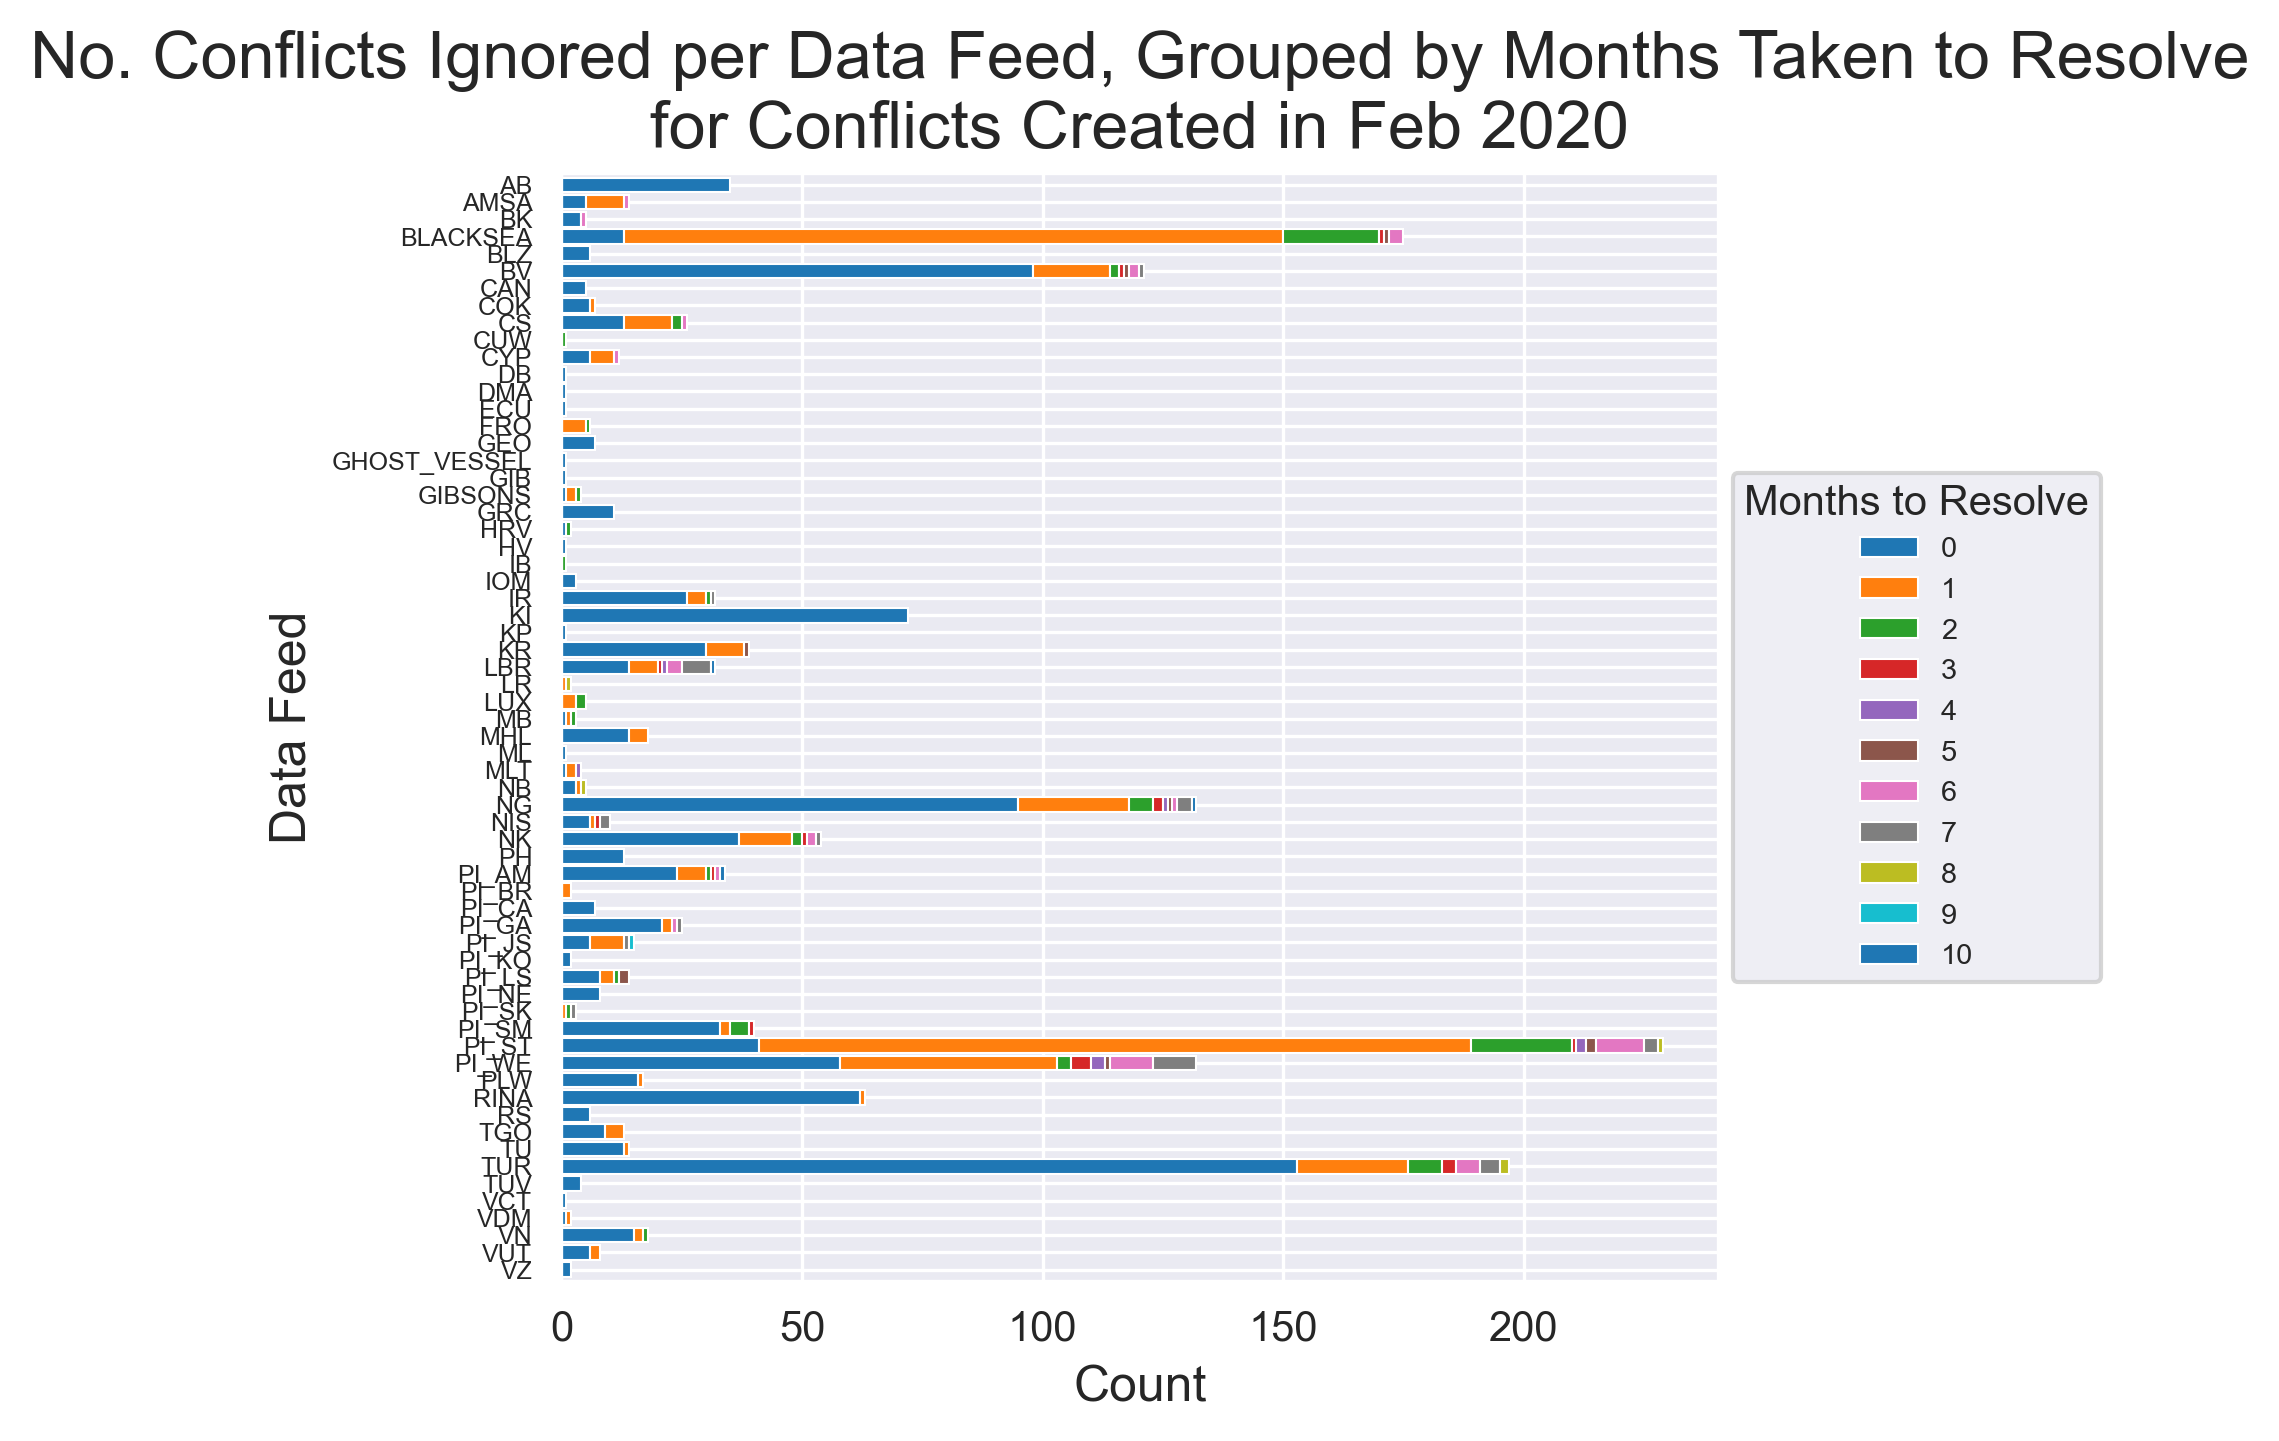 No. Conflicts Ignored per Data Feed, Grouped by Months Taken to Resolve
for Conflicts Created in Feb 2020
AB
AMSA
BK
BLACKSEA
BLZ
BV
CAN
COK
CS
CUW
CYP
DB
DMA
ECU
FRO
GEO
GHOST_VESSEL
GIB
GIBSONS
GRC
HRV
HV
IB
IOM
IR
KI
KP
KR
LBR
LR
LUX
MB
MHL
ML
MLT
NB
NG
NIS
NK
PH
PI_AM
PI_BR
PI_CA
PI_GA
PI_JS
PI_KO
PI_LS
PI_NE
PI_SK
PI_SM
PI_ST
PI_WE
PLW
RINA
RS
TGO
TU
TUR
TUV
VCT
VDM
VN
VUT
VZ
Data Feed
0 50 100 150 200
Count
Months to Resolve
0
1
2
3
4
5
6
7
8
9
10